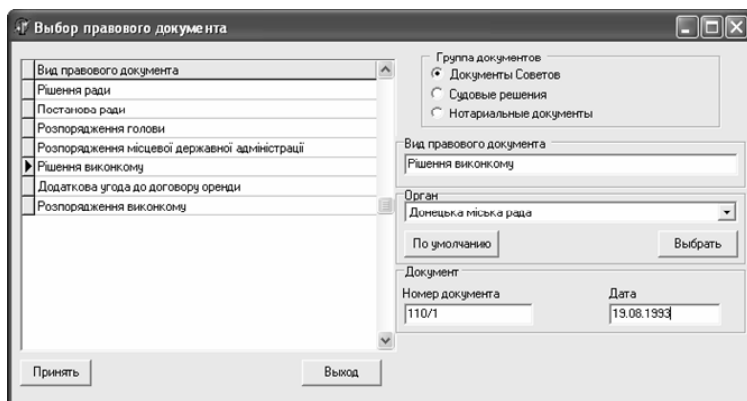 Выбор правового документа
Вид правового документа
Рішення ради
Постанова ради
Розпорядження голови
Розпорядження місцевої державної адміністрації
Рішення виконкому
Додаткова угода до договору оренди
Розпорядження виконкому
Принять
Выход
Группа документов
Документы Советов
Судовые решения
Нотариальные документы
Вид правового документа
Рішення виконкому
Орган
Донецька міська рада
По умолчанию
Выбрать
Документ
Номер документа
Дата
110/1
19.08.1993